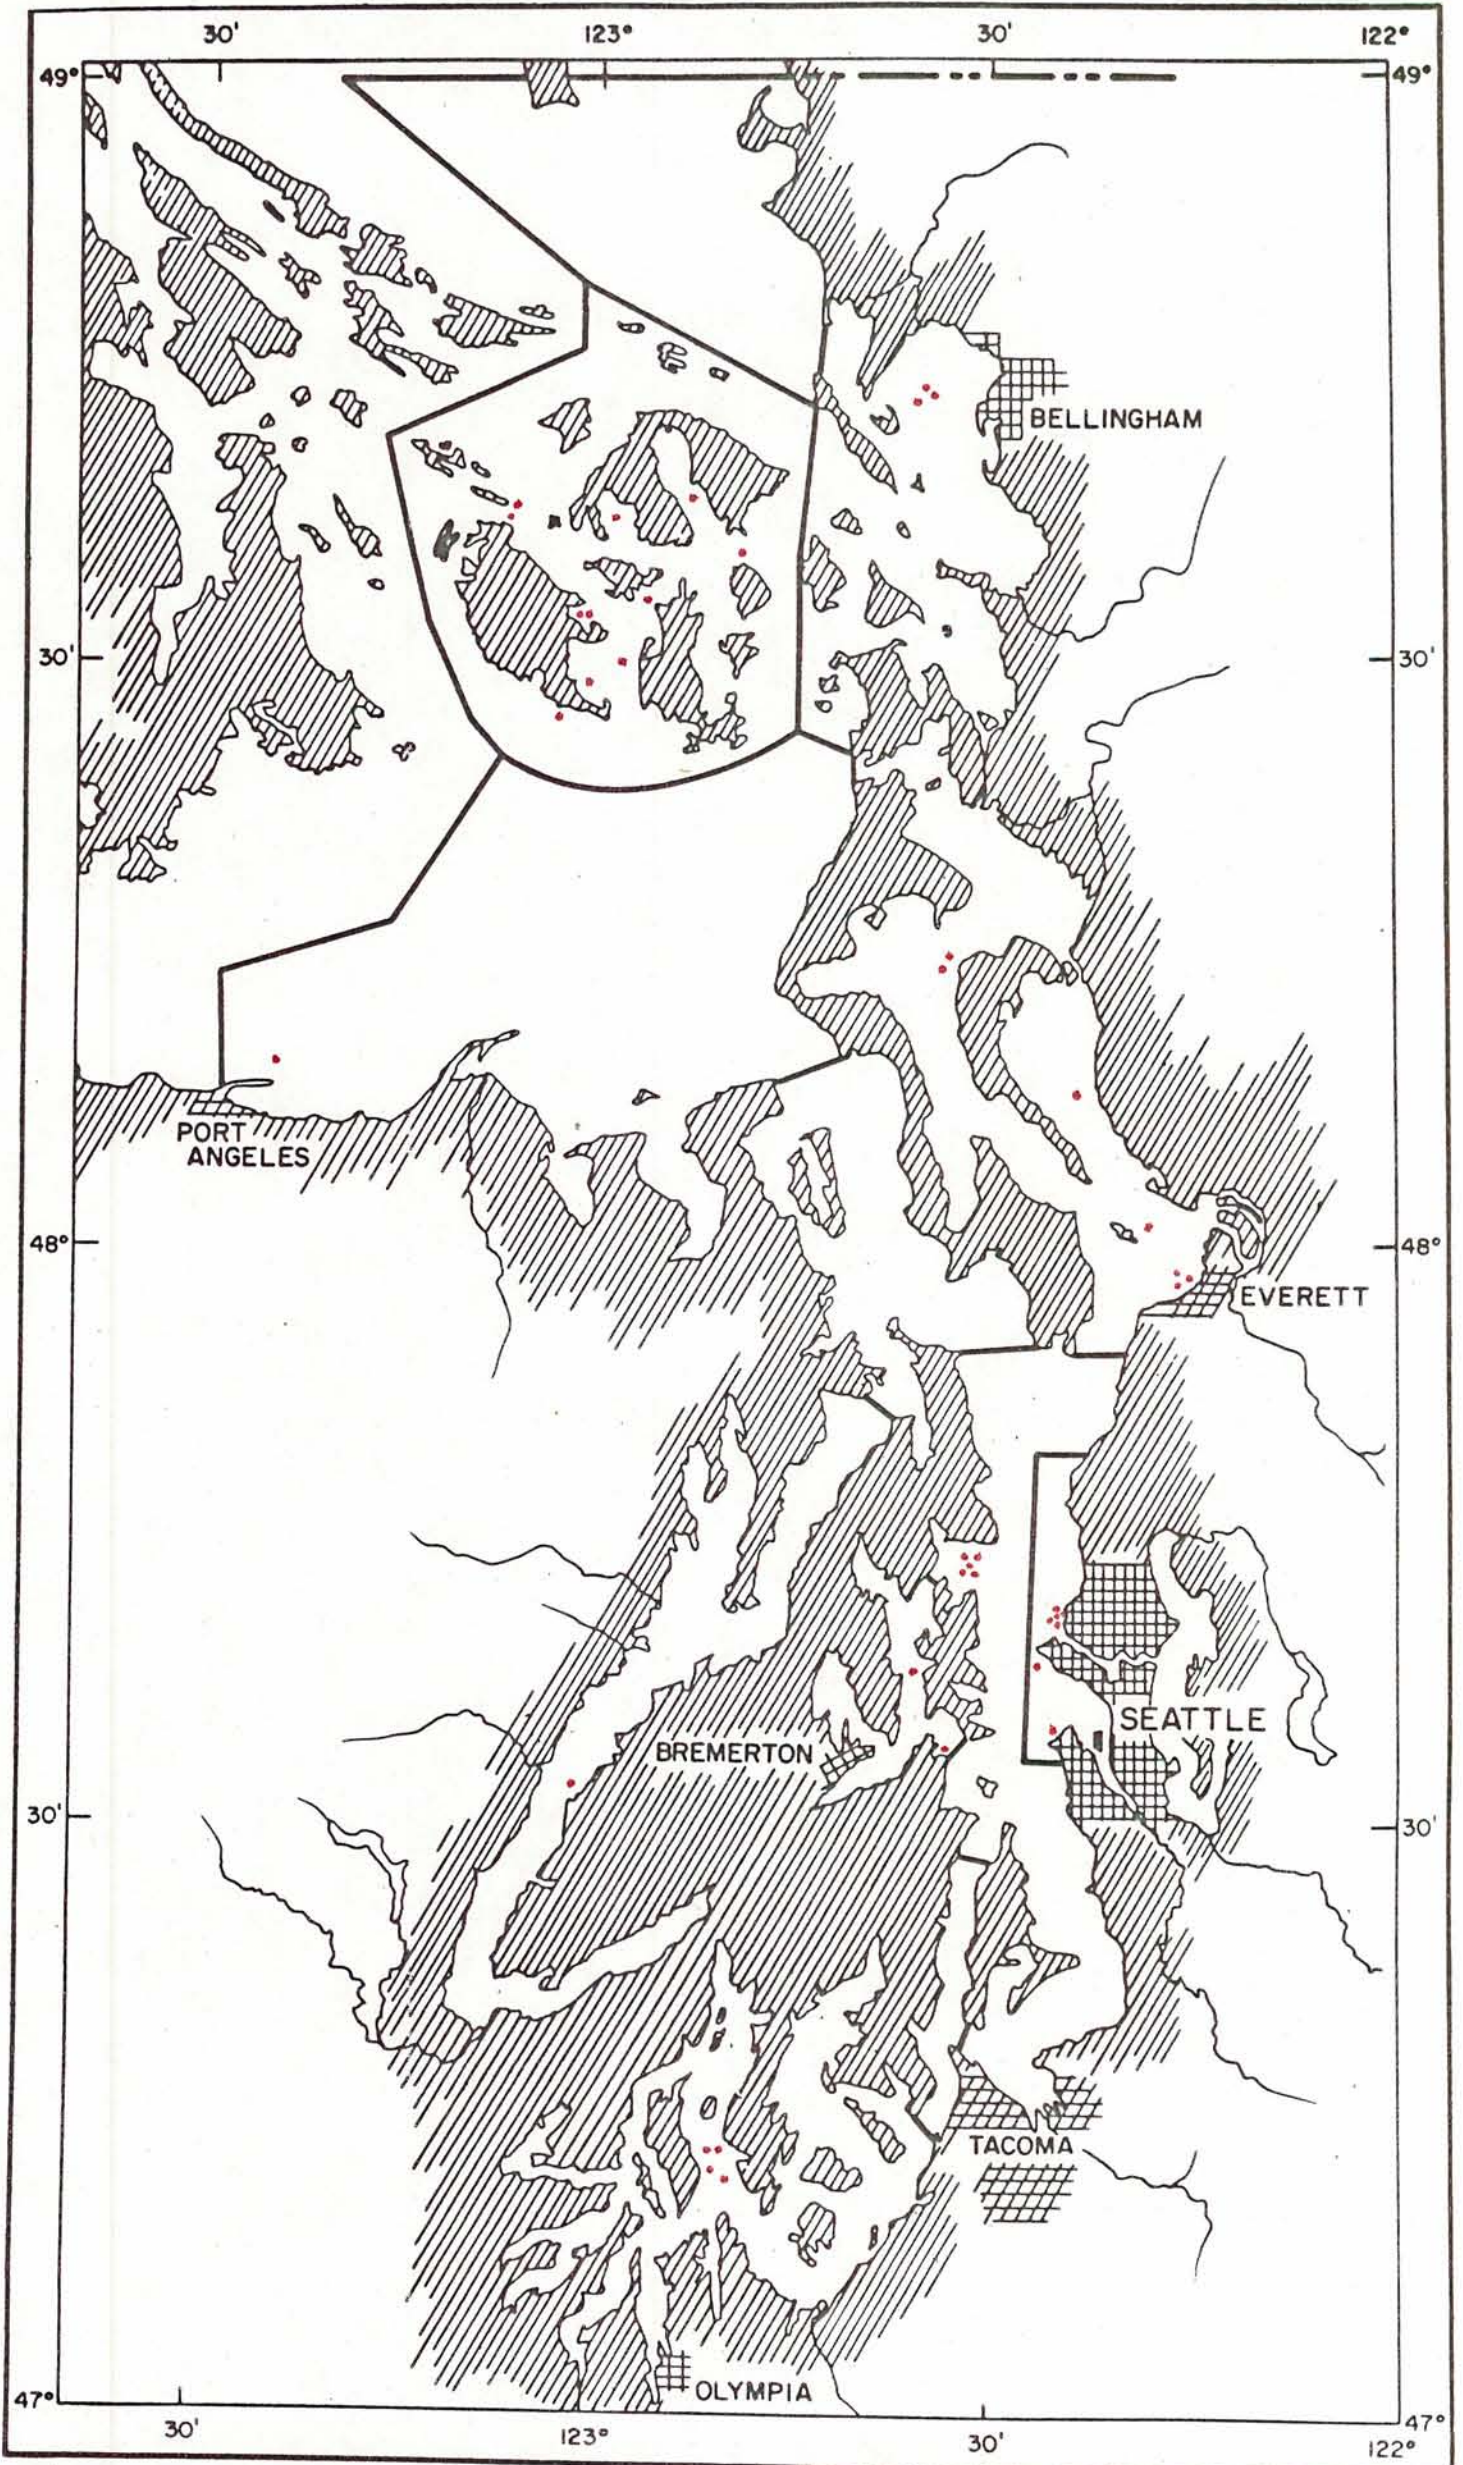 30' 123° 30' 122°
49° 49°
BELLINGHAM
30' 30'
PORT
ANGELES
48° 48°
EVERETT
SEATTLE
BREMERTON
30' 30'
TACOMA
OLYMPIA
47° 47°
30' 123° 30' 122°